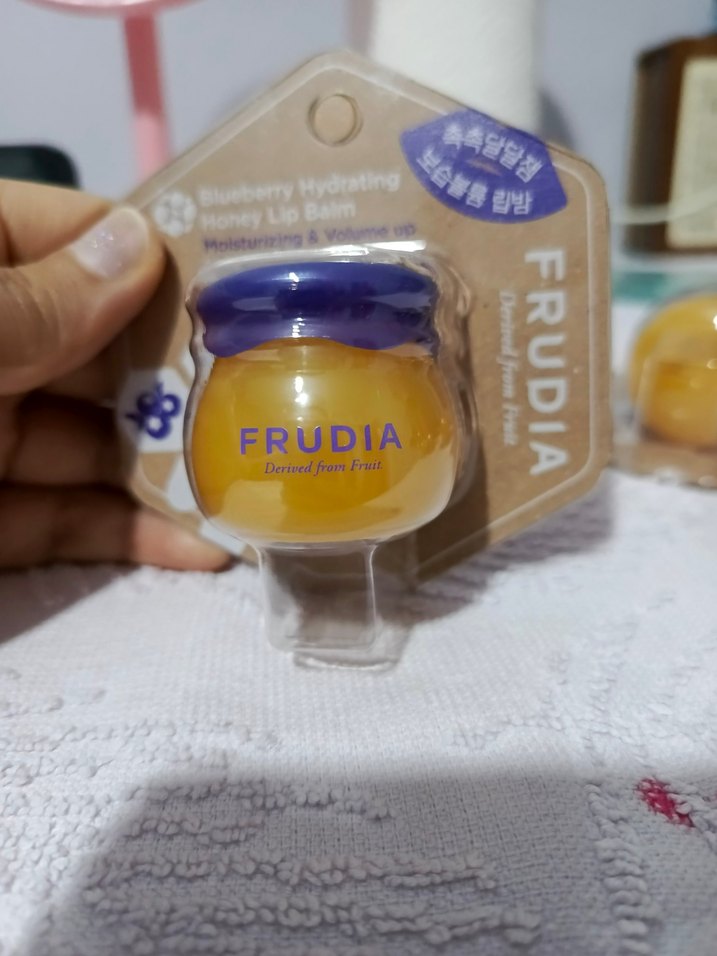 Blueberry Hydrating
Honey Lip Balm
Moisturizing & Volume up
촉촉달달잼
보습볼륨 립밤
FRUDIA
Derived from Fruit
FRUDIA
Derived from Fruit